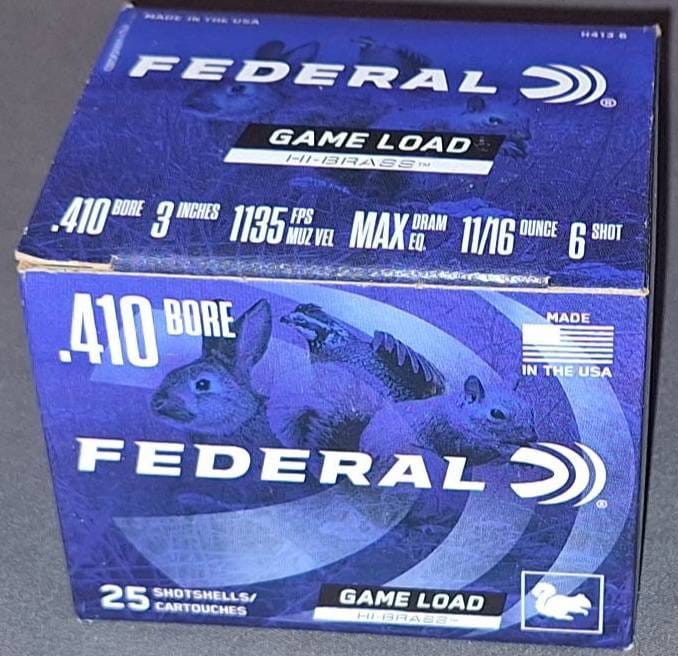 MADE IN THE USA
H413 6
FEDERAL ®
GAME LOAD
HI-BRASS™
.410 BORE 3 INCHES 1135 FPS MUZ VEL MAX DRAM EQ. 11/16 OUNCE 6 SHOT
.410 BORE
MADE
IN THE USA
FEDERAL ®
25 SHOTSHELLS/
CARTOUCHES
GAME LOAD
HI-BRASS™